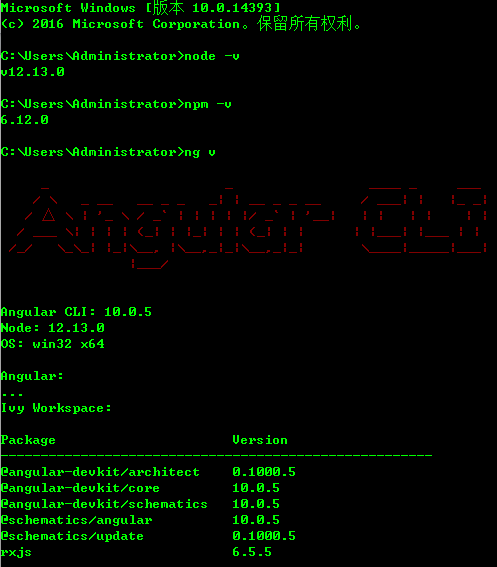 Microsoft Windows [版本 10.0.14393]
(c) 2016 Microsoft Corporation。保留所有权利。
C:\Users\Administrator>node -v
v12.13.0
C:\Users\Administrator>npm -v
6.12.0
C:\Users\Administrator>ng v
Angular CLI
Angular CLI: 10.0.5
Node: 12.13.0
OS: win32 x64
Angular:
...
Ivy Workspace:
Package Version
------------------------------------------------------
@angular-devkit/architect 0.1000.5
@angular-devkit/core 10.0.5
@angular-devkit/schematics 10.0.5
@schematics/angular 10.0.5
@schematics/update 0.1000.5
rxjs 6.5.5